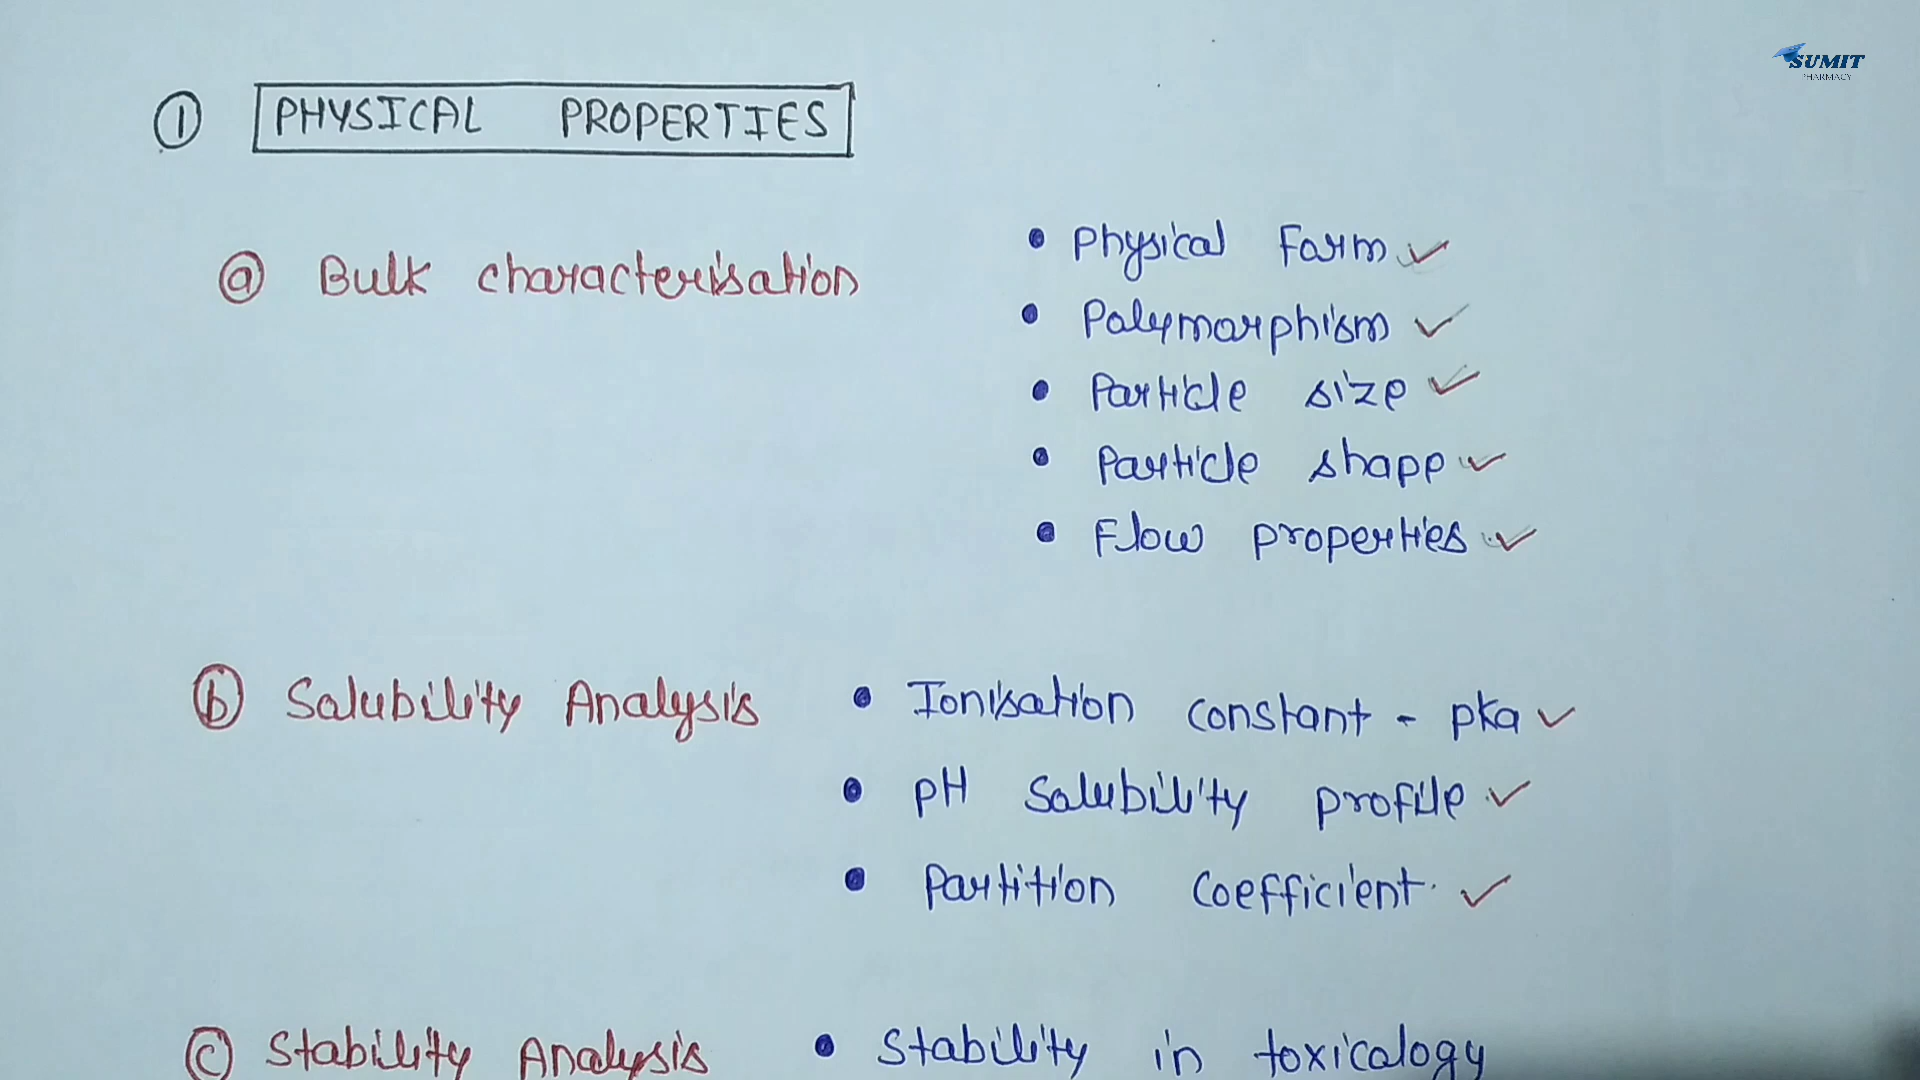 SUMIT
PHARMACY
① PHYSICAL PROPERTIES
ⓐ Bulk characterisation
• Physical Form ✓
• Polymorphism ✓
• Particle size ✓
• Particle shape ✓
• Flow properties ✓
ⓑ Solubility Analysis
• Ionisation constant - pka ✓
• pH Solubility profile ✓
• Partition Coefficient. ✓
ⓒ Stability Analysis • Stability in toxicology